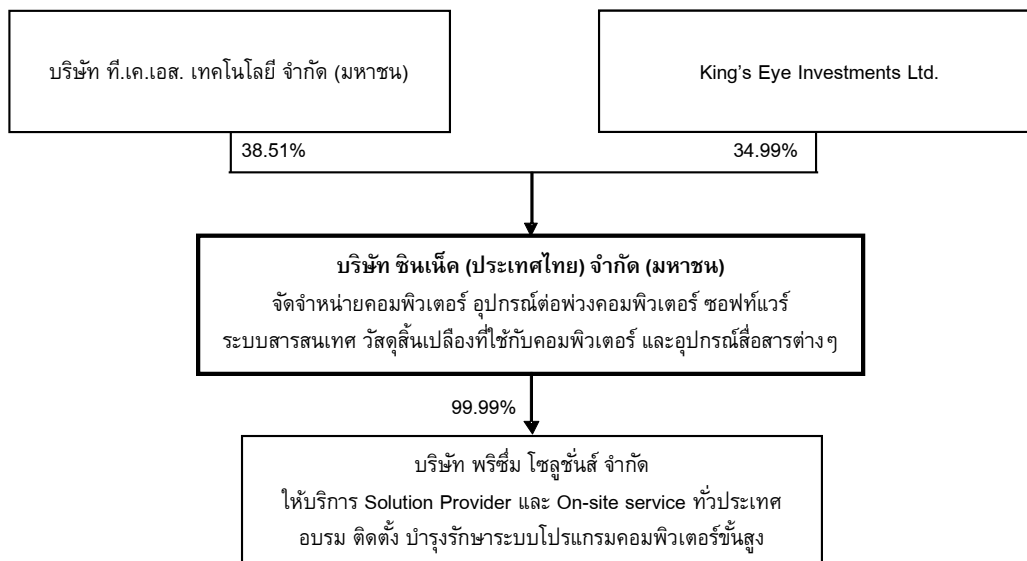 บริษัท ที.เค.เอส. เทคโนโลยี จำกัด (มหาชน)
King's Eye Investments Ltd.
38.51%
34.99%
บริษัท ซินเน็ค (ประเทศไทย) จำกัด (มหาชน)
จัดจำหน่ายคอมพิวเตอร์ อุปกรณ์ต่อพ่วงคอมพิวเตอร์ ซอฟท์แวร์
ระบบสารสนเทศ วัสดุสิ้นเปลืองที่ใช้กับคอมพิวเตอร์ และอุปกรณ์สื่อสารต่างๆ
99.99%
บริษัท พริซึ่ม โซลูชั่นส์ จำกัด
ให้บริการ Solution Provider และ On-site service ทั่วประเทศ
อบรม ติดตั้ง บำรุงรักษาระบบโปรแกรมคอมพิวเตอร์ขั้นสูง